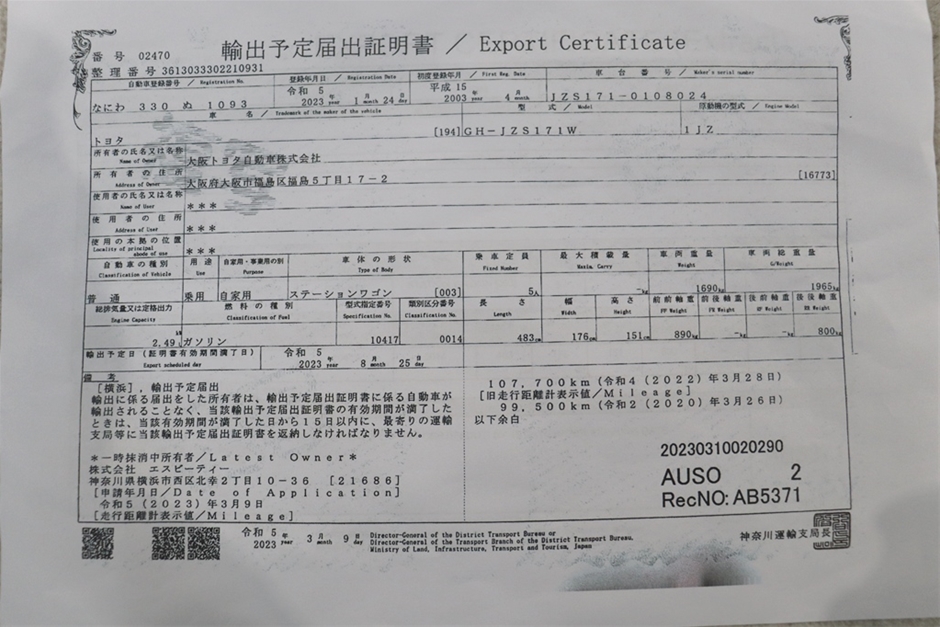 番号 02470
輸出予定届出証明書 / Export Certificate
整理番号 3613033302210931
自動車登録番号 / Registration No. 登録年月日 / Registration Date 初度登録年月 / First Reg. Date 車台番号 / Maker's serial number
なにわ 330 ぬ 1093 令和 5 2023 年 year 1 月 month 24 日 day 平成 15 2003 年 year 4 月 month JZS171-0108024
車名 / Trademark of the maker of the vehicle 型式 / Model 原動機の型式 / Engine Model
トヨタ [194] GH-JZS171W 1JZ
所有者の氏名又は名称 Name of Owner 大阪トヨタ自動車株式会社
所有者の住所 Address of Owner 大阪府大阪市福島区福島5丁目17-2 [16773]
使用者の氏名又は名称 Name of User ***
使用者の住所 Address of User ***
使用の本拠の位置 Locality of principal abode of use ***
自動車の種別 用途 自家用・事業用の別 車体の形状 乗車定員 最大積載量 車両重量 車両総重量
Classification of Vehicle Use Purpose Type of Body Fixed Number Maxim. Carry Weight G/Weight
普通 乗用 自家用 ステーションワゴン [003] 5人 -kg 1690kg 1965kg
総排気量又は定格出力 燃料の種類 型式指定番号 類別区分番号 長さ 幅 高さ 前前軸重 前後軸重 後前軸重 後後軸重
Engine Capacity Classification of Fuel Specification No. Classification No. Length Width Height FF Weight FR Weight RF Weight RR Weight
2.49 kW L ガソリン 10417 0014 483cm 176cm 151cm 890kg -kg -kg 800kg
輸出予定日(証明書有効期間満了日) Export scheduled day 令和 5 2023 年 year 8 月 month 25 日 day
備考
[横浜],輸出予定届出
輸出に係る届出をした所有者は、輸出予定届出証明書に係る自動車が
輸出されることなく、当該輸出予定届出証明書の有効期間が満了した
ときは、当該有効期間が満了した日から15日以内に、最寄りの運輸
支局等に当該輸出予定届出証明書を返納しなければなりません。
*一時抹消中所有者/Latest Owner*
株式会社 エスビーティー
神奈川県横浜市西区北幸2丁目10-36 [21686]
[申請年月日/Date of Application]
令和5(2023)年3月9日
[走行距離計表示値/Mileage]
107,700km(令和4(2022)年3月28日)
[旧走行距離計表示値/Mileage]
99,500km(令和2(2020)年3月26日)
以下余白
20230310020290
AUSO 2
RecNO: AB5371
令和 5 2023 年 year 3 月 month 9 日 day
Director-General of the District Transport Bureau or
Director-General of the Transport Branch of the District Transport Bureau.
Ministry of Land, Infrastructure, Transport and Tourism, Japan
神奈川運輸支局長